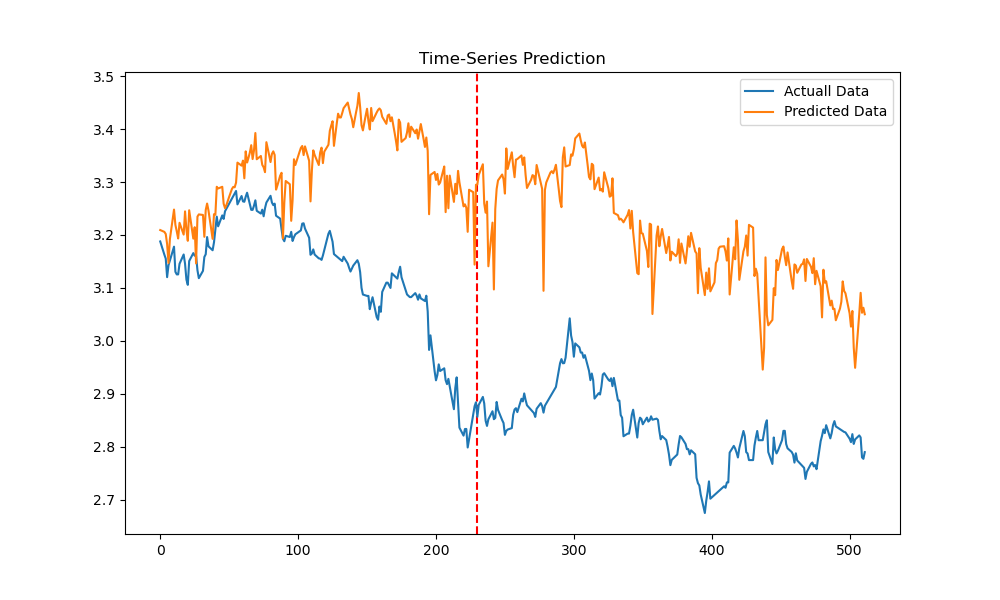 Time-Series Prediction
3.5
3.4
3.3
3.2
3.1
3.0
2.9
2.8
2.7
0 100 200 300 400 500
Actuall Data
Predicted Data